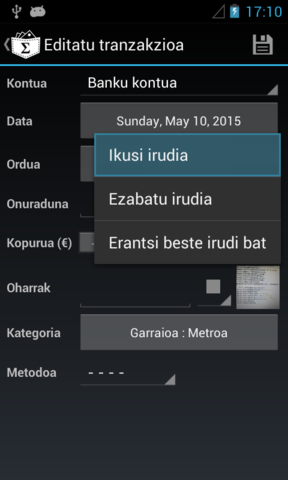 17:10
Editatu tranzakzioa
Kontua
Banku kontua
Data
Sunday, May 10, 2015
Ordua
Ikusi irudia
Ezabatu irudia
Onuraduna
Erantsi beste irudi bat
Kopurua (€)
Oharrak
Kategoria
Garraioa : Metroa
Metodoa
- - - -